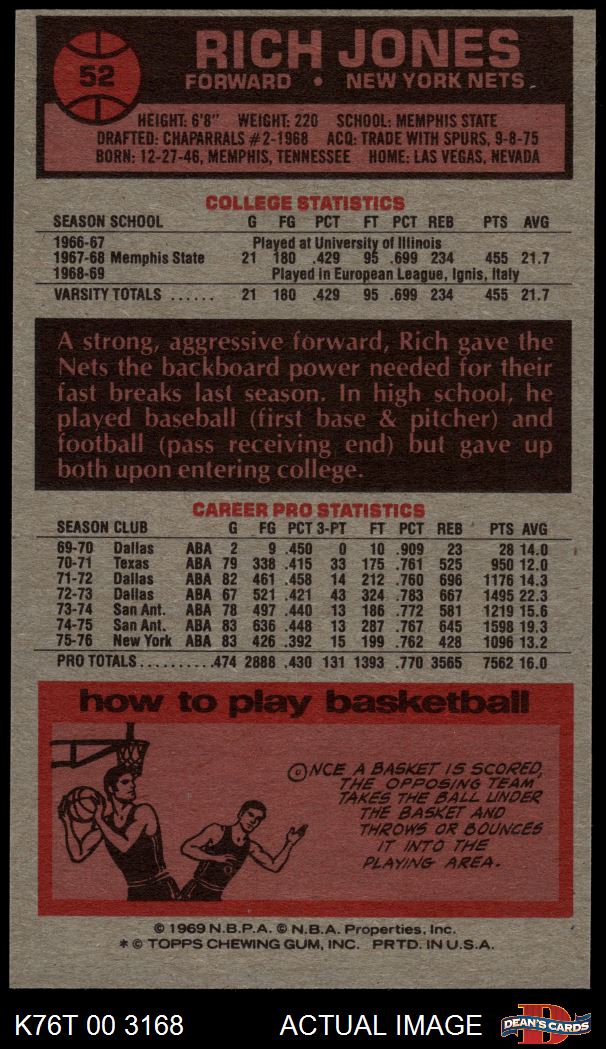 52
RICH JONES
FORWARD • NEW YORK NETS
HEIGHT: 6'8" WEIGHT: 220 SCHOOL: MEMPHIS STATE
DRAFTED: CHAPARRALS #2-1968 ACQ: TRADE WITH SPURS, 9-8-75
BORN: 12-27-46, MEMPHIS, TENNESSEE HOME: LAS VEGAS, NEVADA
COLLEGE STATISTICS
SEASON SCHOOL G FG PCT FT PCT REB PTS AVG
1966-67 Played at University of Illinois
1967-68 Memphis State 21 180 .429 95 .699 234 455 21.7
1968-69 Played in European League, Ignis, Italy
VARSITY TOTALS ...... 21 180 .429 95 .699 234 455 21.7
A strong, aggressive forward, Rich gave the
Nets the backboard power needed for their
fast breaks last season. In high school, he
played baseball (first base & pitcher) and
football (pass receiving end) but gave up
both upon entering college.
CAREER PRO STATISTICS
SEASON CLUB G FG PCT 3-PT FT PCT REB PTS AVG
69-70 Dallas ABA 2 9 .450 0 10 .909 23 28 14.0
70-71 Texas ABA 79 338 .415 33 175 .761 525 950 12.0
71-72 Dallas ABA 82 461 .458 14 212 .760 696 1176 14.3
72-73 Dallas ABA 67 521 .421 43 324 .783 667 1495 22.3
73-74 San Ant. ABA 78 497 .440 13 186 .772 581 1219 15.6
74-75 San Ant. ABA 83 636 .448 13 287 .767 645 1598 19.3
75-76 New York ABA 83 426 .392 15 199 .762 428 1096 13.2
PRO TOTALS..........474 2888 .430 131 1393 .770 3565 7562 16.0
how to play basketball
ONCE A BASKET IS SCORED,
THE OPPOSING TEAM
TAKES THE BALL UNDER
THE BASKET AND
THROWS OR BOUNCES
IT INTO THE
PLAYING AREA.
© 1969 N.B.P.A. © N.B.A. Properties, Inc.
* © TOPPS CHEWING GUM, INC. PRTD. IN U.S.A.
K76T 00 3168 ACTUAL IMAGE D DEAN'S CARDS